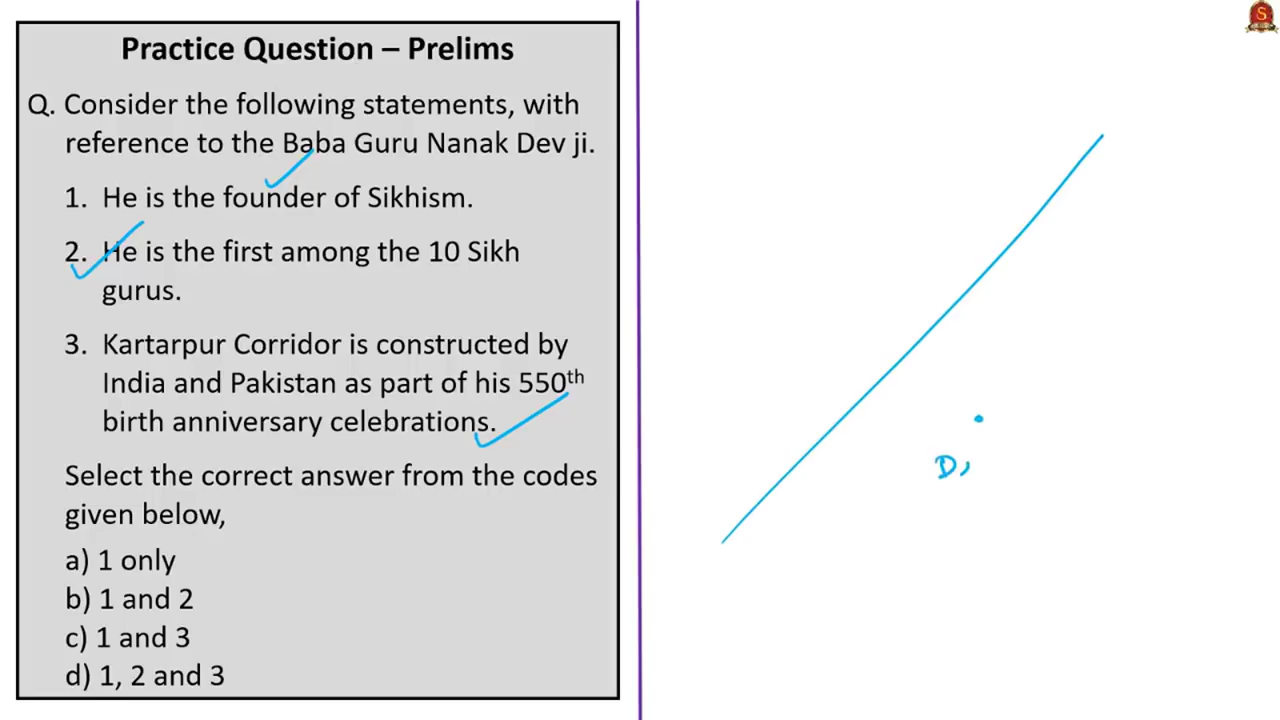 Practice Question – Prelims
Q. Consider the following statements, with
reference to the Baba Guru Nanak Dev ji.
1. He is the founder of Sikhism.
2. He is the first among the 10 Sikh
gurus.
3. Kartarpur Corridor is constructed by
India and Pakistan as part of his 550th
birth anniversary celebrations.
Select the correct answer from the codes
given below,
a) 1 only
b) 1 and 2
c) 1 and 3
d) 1, 2 and 3
S
D,